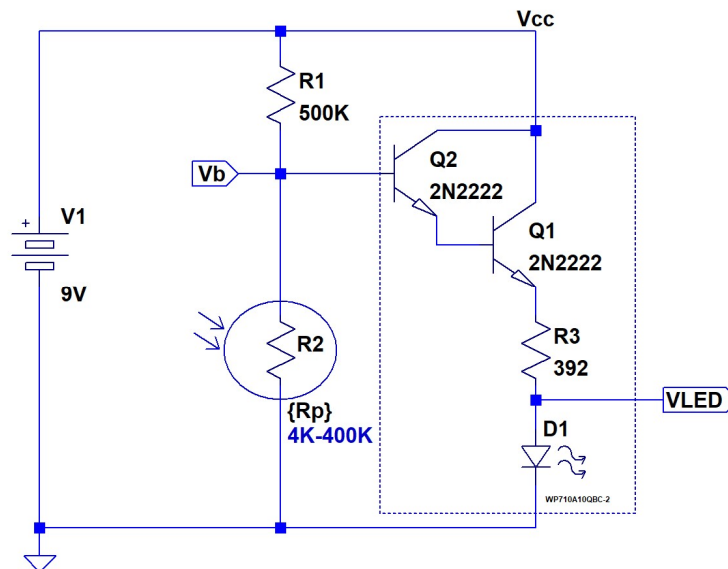 Vcc
R1
500K
Vb
Q2
2N2222
V1
+
9V
Q1
2N2222
R2
R3
392
{Rp}
4K-400K
VLED
D1
WP710A10QBC-2